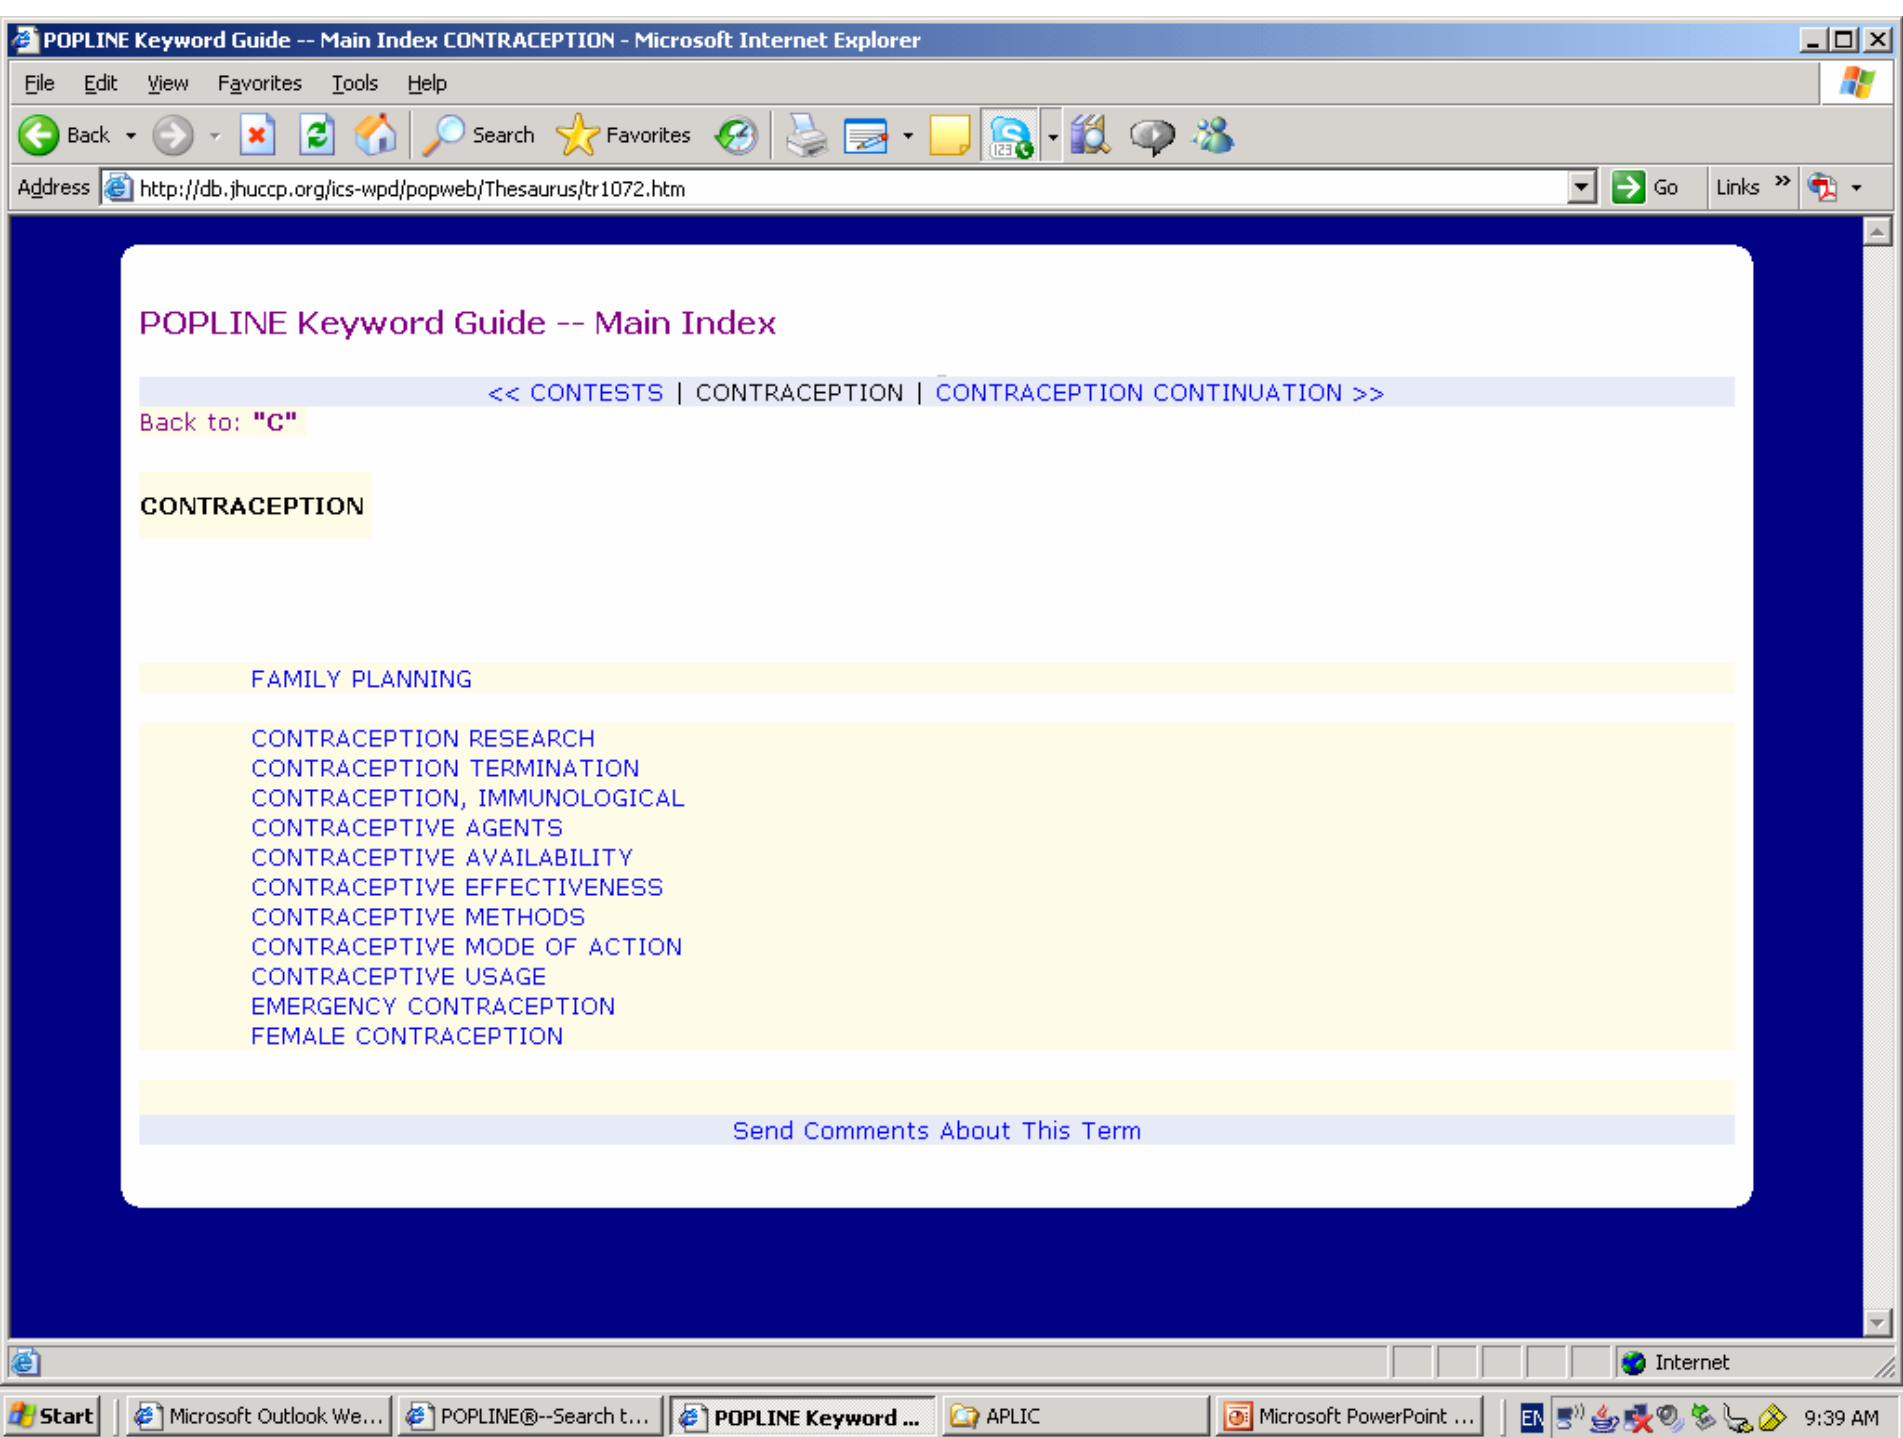 POPLINE Keyword Guide -- Main Index CONTRACEPTION - Microsoft Internet Explorer
File Edit View Favorites Tools Help
Back Search Favorites 123
Address http://db.jhuccp.org/ics-wpd/popweb/Thesaurus/tr1072.htm Go Links »
POPLINE Keyword Guide -- Main Index
<< CONTESTS | CONTRACEPTION | CONTRACEPTION CONTINUATION >>
Back to: "C"
CONTRACEPTION
FAMILY PLANNING
CONTRACEPTION RESEARCH
CONTRACEPTION TERMINATION
CONTRACEPTION, IMMUNOLOGICAL
CONTRACEPTIVE AGENTS
CONTRACEPTIVE AVAILABILITY
CONTRACEPTIVE EFFECTIVENESS
CONTRACEPTIVE METHODS
CONTRACEPTIVE MODE OF ACTION
CONTRACEPTIVE USAGE
EMERGENCY CONTRACEPTION
FEMALE CONTRACEPTION
Send Comments About This Term
Internet
Start Microsoft Outlook We... POPLINE®--Search t... POPLINE Keyword ... APLIC Microsoft PowerPoint ... EN 9:39 AM